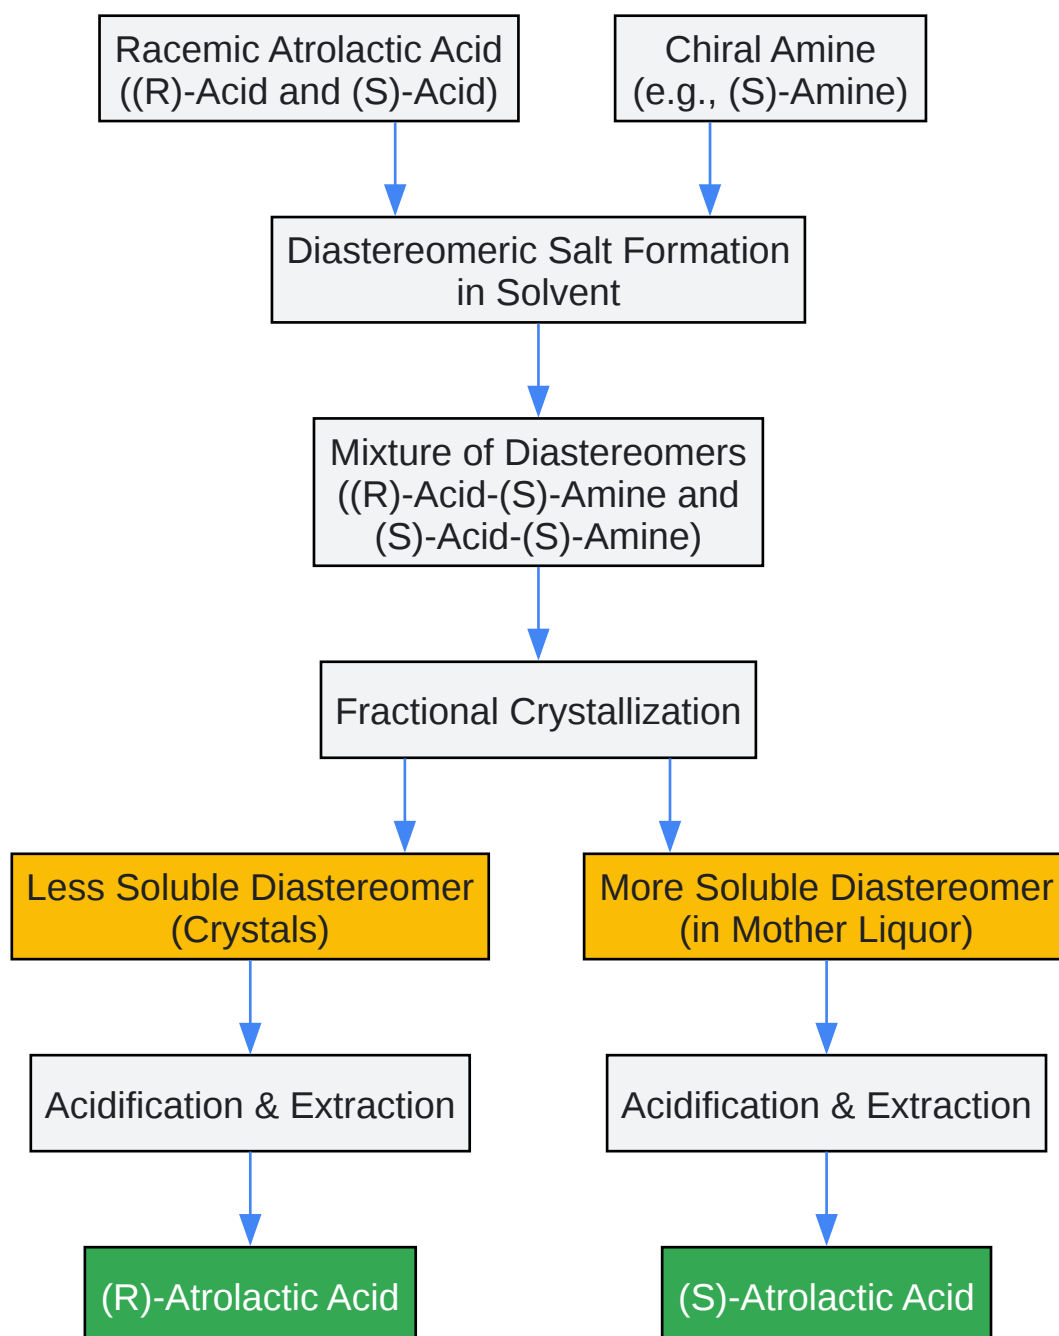 Racemic Atrolactic Acid
((R)-Acid and (S)-Acid)
Chiral Amine
(e.g., (S)-Amine)
Diastereomeric Salt Formation
in Solvent
Mixture of Diastereomers
((R)-Acid-(S)-Amine and
(S)-Acid-(S)-Amine)
Fractional Crystallization
Less Soluble Diastereomer
(Crystals)
More Soluble Diastereomer
(in Mother Liquor)
Acidification & Extraction
Acidification & Extraction
(R)-Atrolactic Acid
(S)-Atrolactic Acid